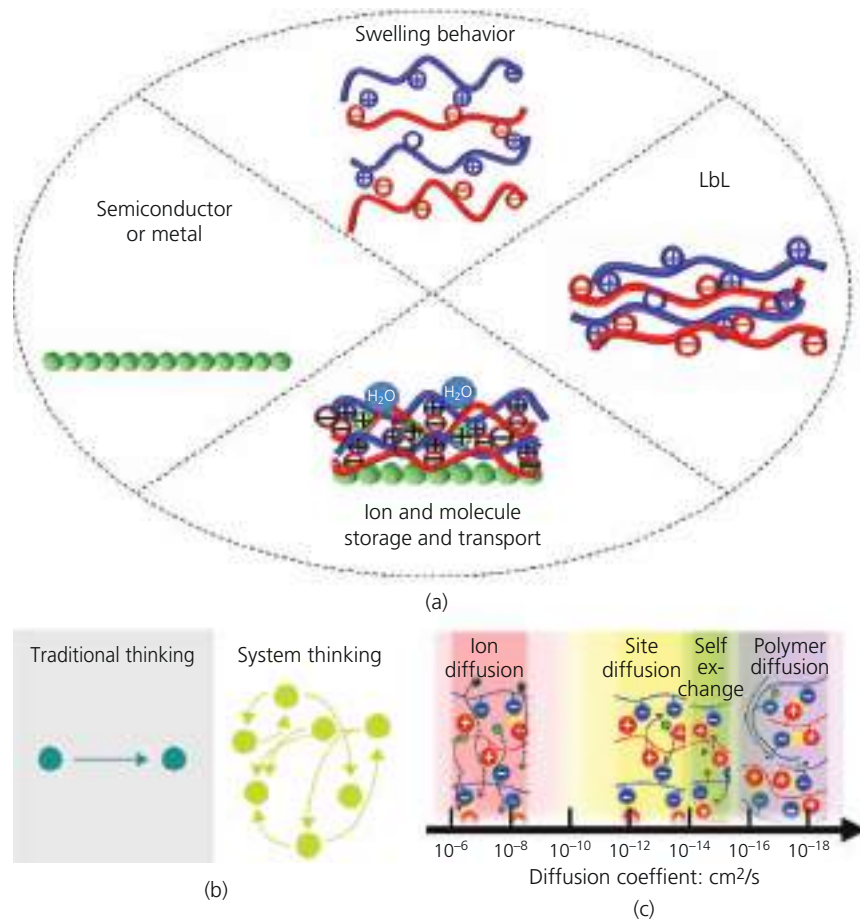 Swelling behavior
Semiconductor
or metal
LbL
H₂O H₂O
Ion and molecule
storage and transport
(a)
Traditional thinking
System thinking
(b)
Ion
diffusion
Site
diffusion
Self
ex-
change
Polymer
diffusion
10⁻⁶ 10⁻⁸ 10⁻¹⁰ 10⁻¹² 10⁻¹⁴ 10⁻¹⁶ 10⁻¹⁸
Diffusion coeffient: cm²/s
(c)